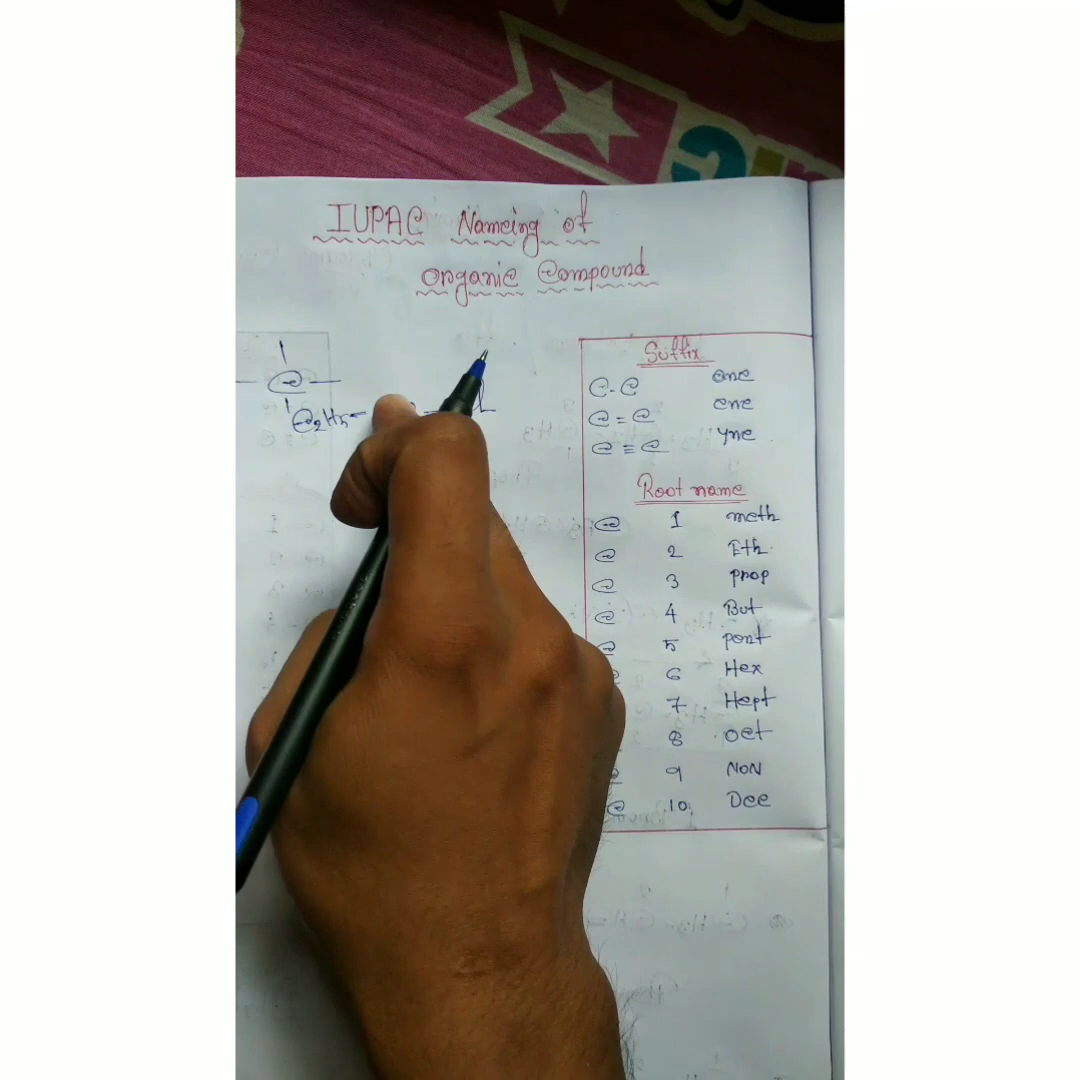 IUPAC Nameing of
Organic Compound
C
C₂H₅-
Suffix
C-C ane
C=C ene
C≡C yne
Root name
C 1 meth
C 2 Eth
C 3 prop
C 4 But
C 5 pent
C 6 Hex
7 Hept
8 Oct
C 9 NON
C 10 Dec